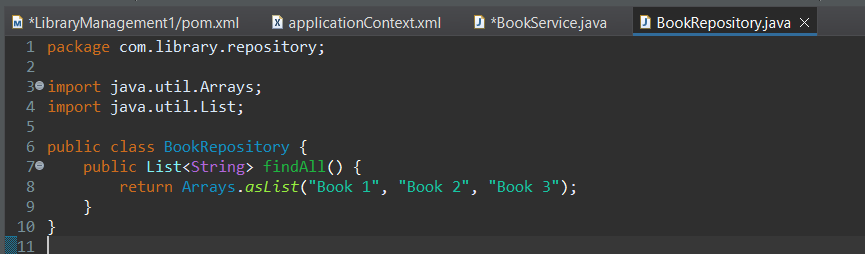 *LibraryManagement1/pom.xml applicationContext.xml *BookService.java BookRepository.java
1 package com.library.repository;
2
3 import java.util.Arrays;
4 import java.util.List;
5
6 public class BookRepository {
7     public List<String> findAll() {
8         return Arrays.asList("Book 1", "Book 2", "Book 3");
9     }
10 }
11